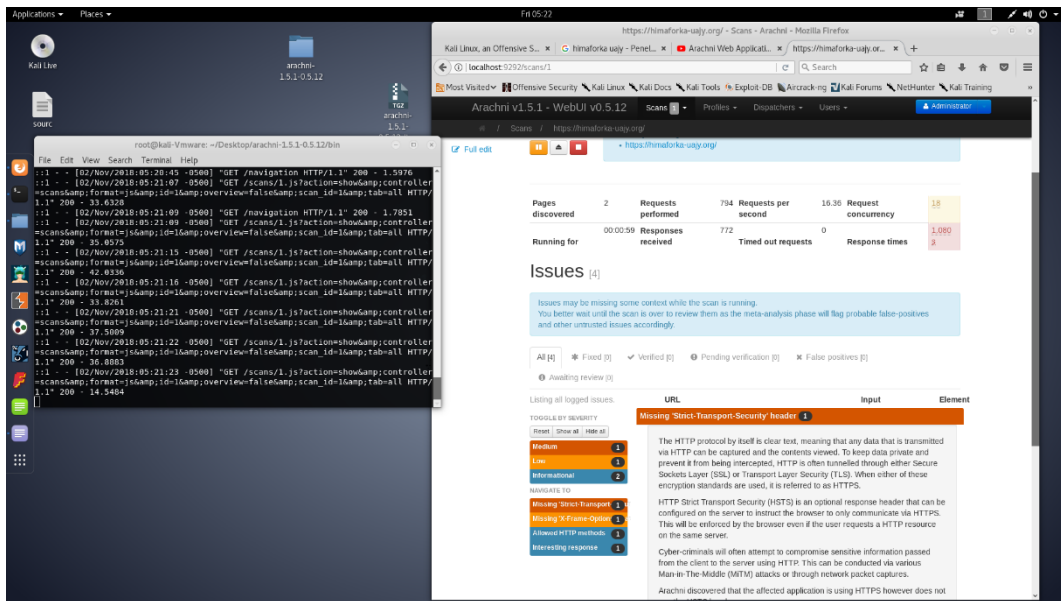 Applications
Places
Fri 05:22
1
Kali Live
arachni-
1.5.1-0.5.12
sourc
TGZ
arachni-
1.5.1-
root@kali-Vmware: ~/Desktop/arachni-1.5.1-0.5.12/bin
File Edit View Search Terminal Help
::1 - - [02/Nov/2018:05:20:45 -0500] "GET /navigation HTTP/1.1" 200 - 1.5976
::1 - - [02/Nov/2018:05:21:07 -0500] "GET /scans/1.js?action=show&amp;controller
=scans&amp;format=js&amp;id=1&amp;overview=false&amp;scan_id=1&amp;tab=all HTTP/
1.1" 200 - 33.6328
::1 - - [02/Nov/2018:05:21:09 -0500] "GET /navigation HTTP/1.1" 200 - 1.7851
::1 - - [02/Nov/2018:05:21:09 -0500] "GET /scans/1.js?action=show&amp;controller
=scans&amp;format=js&amp;id=1&amp;overview=false&amp;scan_id=1&amp;tab=all HTTP/
1.1" 200 - 35.0575
::1 - - [02/Nov/2018:05:21:15 -0500] "GET /scans/1.js?action=show&amp;controller
=scans&amp;format=js&amp;id=1&amp;overview=false&amp;scan_id=1&amp;tab=all HTTP/
1.1" 200 - 42.0336
::1 - - [02/Nov/2018:05:21:16 -0500] "GET /scans/1.js?action=show&amp;controller
=scans&amp;format=js&amp;id=1&amp;overview=false&amp;scan_id=1&amp;tab=all HTTP/
1.1" 200 - 33.8261
::1 - - [02/Nov/2018:05:21:21 -0500] "GET /scans/1.js?action=show&amp;controller
=scans&amp;format=js&amp;id=1&amp;overview=false&amp;scan_id=1&amp;tab=all HTTP/
1.1" 200 - 37.5009
::1 - - [02/Nov/2018:05:21:22 -0500] "GET /scans/1.js?action=show&amp;controller
=scans&amp;format=js&amp;id=1&amp;overview=false&amp;scan_id=1&amp;tab=all HTTP/
1.1" 200 - 36.8883
::1 - - [02/Nov/2018:05:21:23 -0500] "GET /scans/1.js?action=show&amp;controller
=scans&amp;format=js&amp;id=1&amp;overview=false&amp;scan_id=1&amp;tab=all HTTP/
1.1" 200 - 14.5484
https://himaforka-uajy.org/ - Scans - Arachni - Mozilla Firefox
Kali Linux, an Offensive S... himaforka uajy - Penel... Arachni Web Applicati... https://himaforka-uajy.or...
localhost:9292/scans/1
Search
Most Visited Offensive Security Kali Linux Kali Docs Kali Tools Exploit-DB Aircrack-ng Kali Forums NetHunter Kali Training
Arachni v1.5.1 - WebUI v0.5.12 Scans 1 Profiles Dispatchers Users Administrator
/ Scans / https://himaforka-uajy.org/
Full edit
https://himaforka-uajy.org/
Pages discovered 2 Requests performed 794 Requests per second 16.36 Request concurrency 18
Running for 00:00:59 Responses received 772 Timed out requests 0 Response times 1.080
Issues [4]
Issues may be missing some context while the scan is running.
You better wait until the scan is over to review them as the meta-analysis phase will flag probable false-positives
and other untrusted issues accordingly.
All [4] Fixed [0] Verified [0] Pending verification [0] False positives [0]
Awaiting review [0]
Listing all logged issues.
URL Input Element
TOGGLE BY SEVERITY
Reset Show all Hide all
Medium 1
Low 1
Informational 2
NAVIGATE TO
Missing 'Strict-Transport 1
Missing 'X-Frame-Option 1
Allowed HTTP methods 1
Interesting response 1
Missing 'Strict-Transport-Security' header 1
The HTTP protocol by itself is clear text, meaning that any data that is transmitted
via HTTP can be captured and the contents viewed. To keep data private and
prevent it from being intercepted, HTTP is often tunnelled through either Secure
Sockets Layer (SSL) or Transport Layer Security (TLS). When either of these
encryption standards are used, it is referred to as HTTPS.
HTTP Strict Transport Security (HSTS) is an optional response header that can be
configured on the server to instruct the browser to only communicate via HTTPS.
This will be enforced by the browser even if the user requests a HTTP resource
on the same server.
Cyber-criminals will often attempt to compromise sensitive information passed
from the client to the server using HTTP. This can be conducted via various
Man-in-The-Middle (MiTM) attacks or through network packet captures.
Arachni discovered that the affected application is using HTTPS however does not